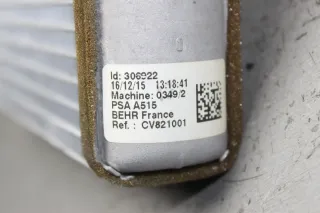 Id: 306922
16/12/15 13:18:41
Machine: 0349/2
PSA A515
BEHR France
Ref. : CV821001